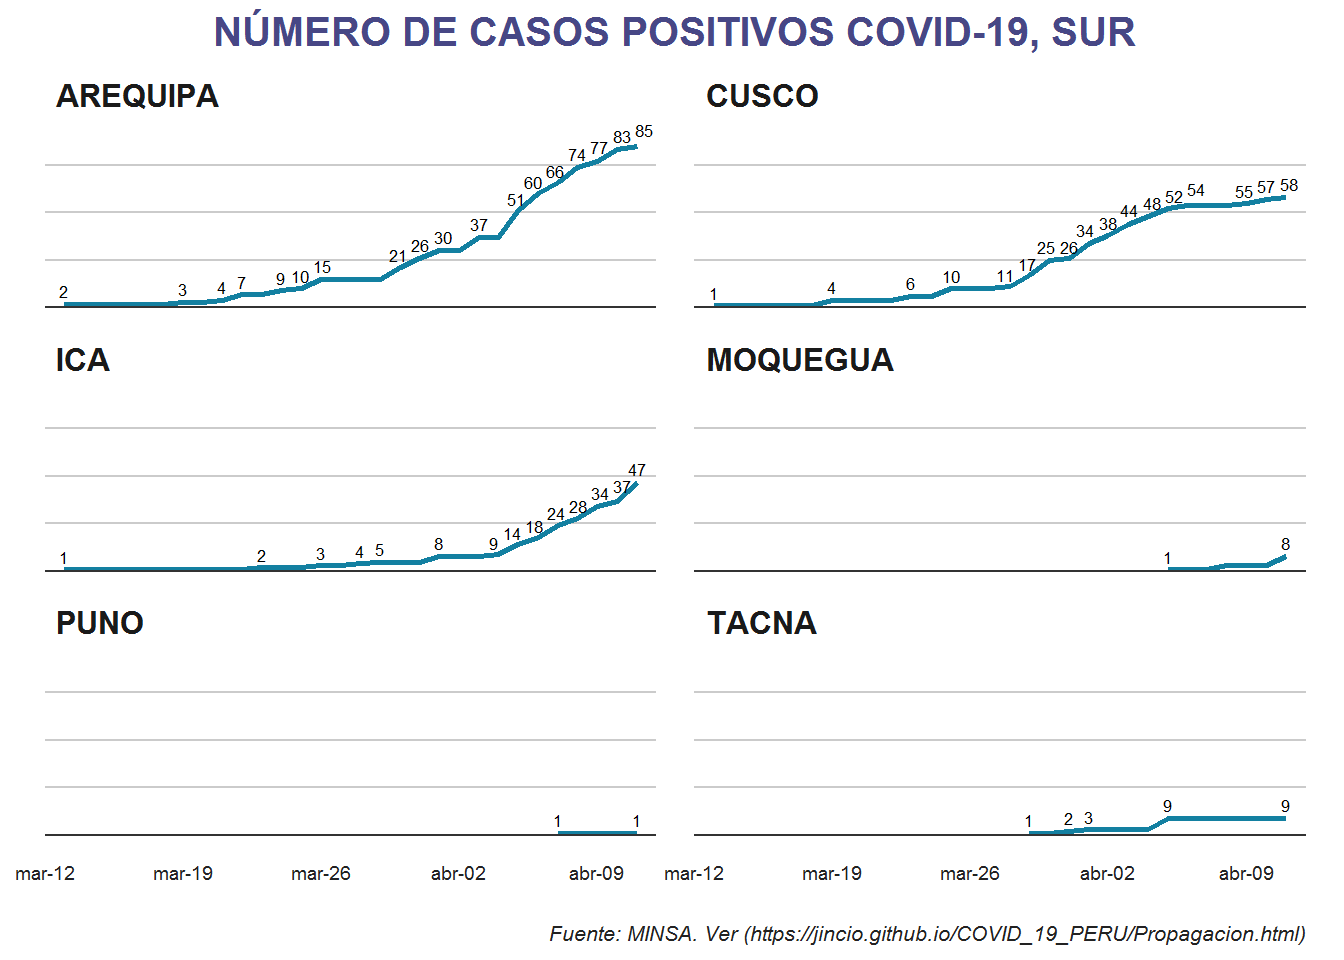 NÚMERO DE CASOS POSITIVOS COVID-19, SUR
AREQUIPA
2 3 4 7 9 10 15 21 26 30 37 51 60 66 74 77 83 85
CUSCO
1 4 6 10 11 17 25 26 34 38 44 48 52 54 55 57 58
ICA
1 2 3 4 5 8 9 14 18 24 28 34 37 47
MOQUEGUA
1 8
PUNO
1 1
TACNA
1 2 3 9 9
mar-12 mar-19 mar-26 abr-02 abr-09 mar-12 mar-19 mar-26 abr-02 abr-09
Fuente: MINSA. Ver (https://jincio.github.io/COVID_19_PERU/Propagacion.html)